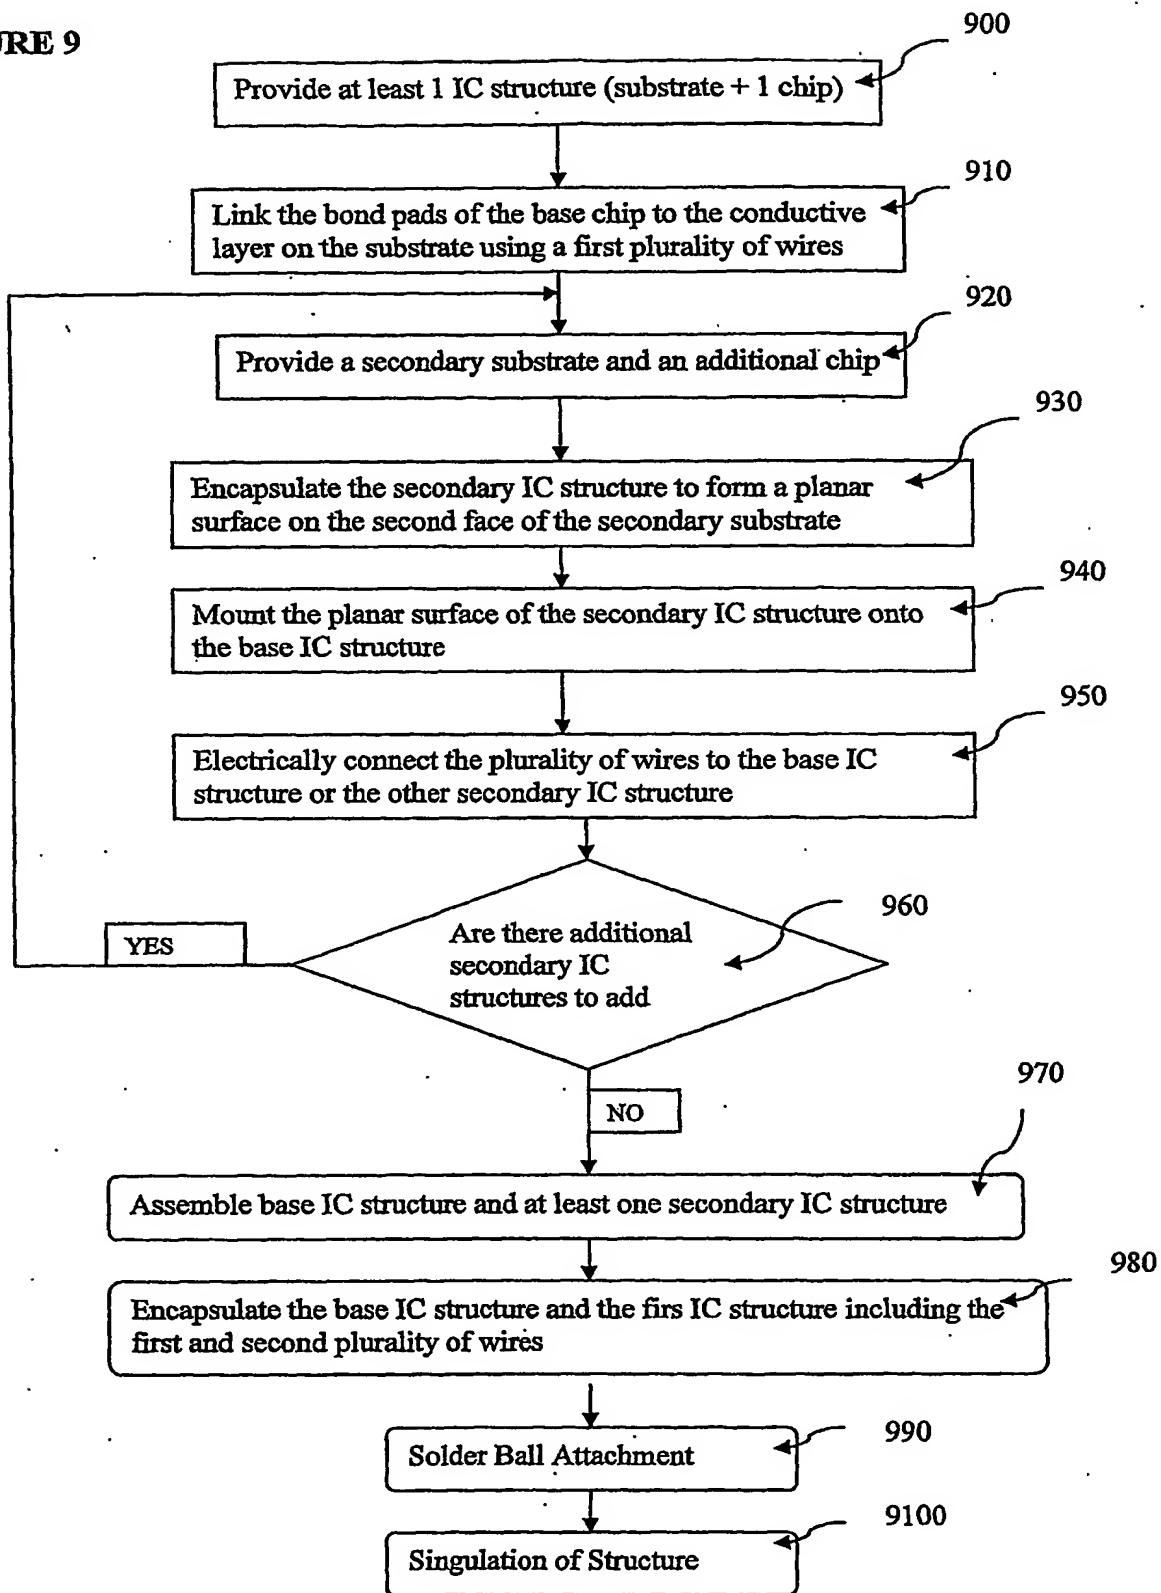 URE 9
900
Provide at least 1 IC structure (substrate + 1 chip)
910
Link the bond pads of the base chip to the conductive
layer on the substrate using a first plurality of wires
920
Provide a secondary substrate and an additional chip
930
Encapsulate the secondary IC structure to form a planar
surface on the second face of the secondary substrate
940
Mount the planar surface of the secondary IC structure onto
the base IC structure
950
Electrically connect the plurality of wires to the base IC
structure or the other secondary IC structure
960
Are there additional
secondary IC
structures to add
YES
NO
970
Assemble base IC structure and at least one secondary IC structure
980
Encapsulate the base IC structure and the firs IC structure including the
first and second plurality of wires
990
Solder Ball Attachment
9100
Singulation of Structure